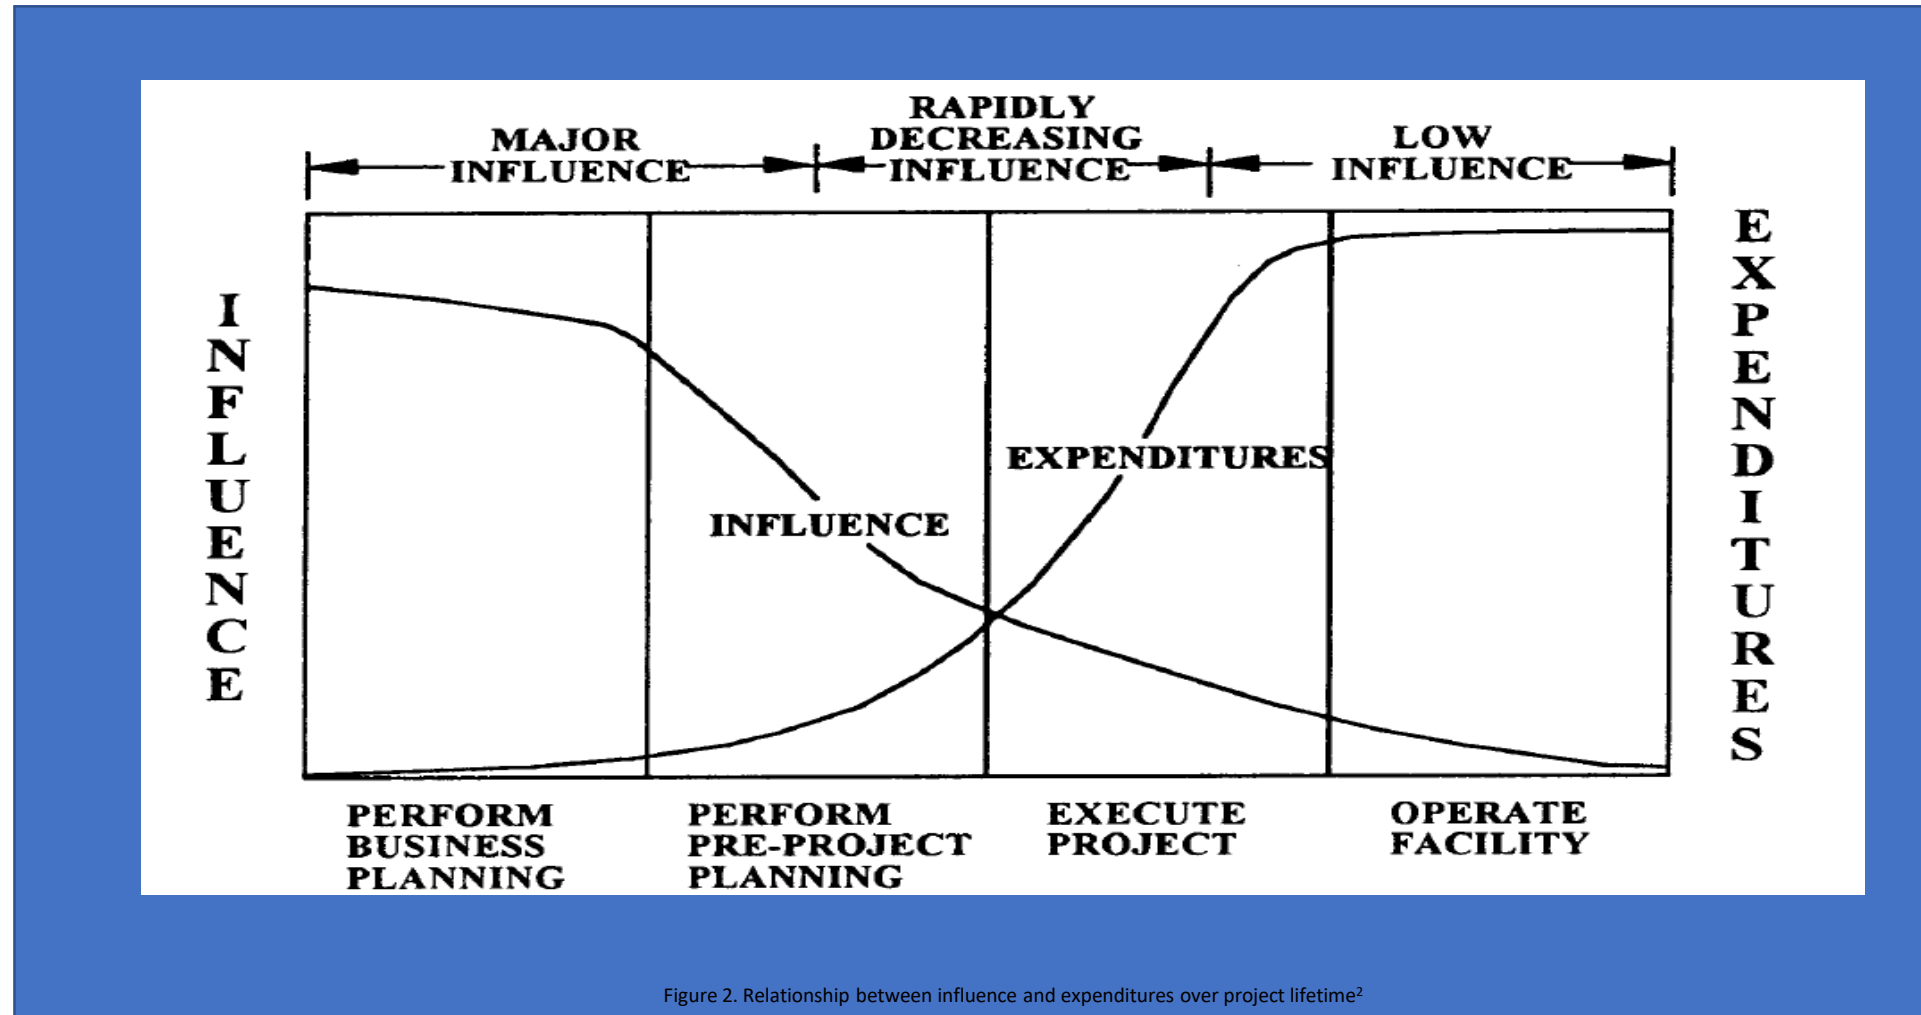 MAJOR
INFLUENCE
RAPIDLY
DECREASING
INFLUENCE
LOW
INFLUENCE
INFLUENCE
EXPENDITURES
INFLUENCE
EXPENDITURES
PERFORM
BUSINESS
PLANNING
PERFORM
PRE-PROJECT
PLANNING
EXECUTE
PROJECT
OPERATE
FACILITY
Figure 2. Relationship between influence and expenditures over project lifetime2